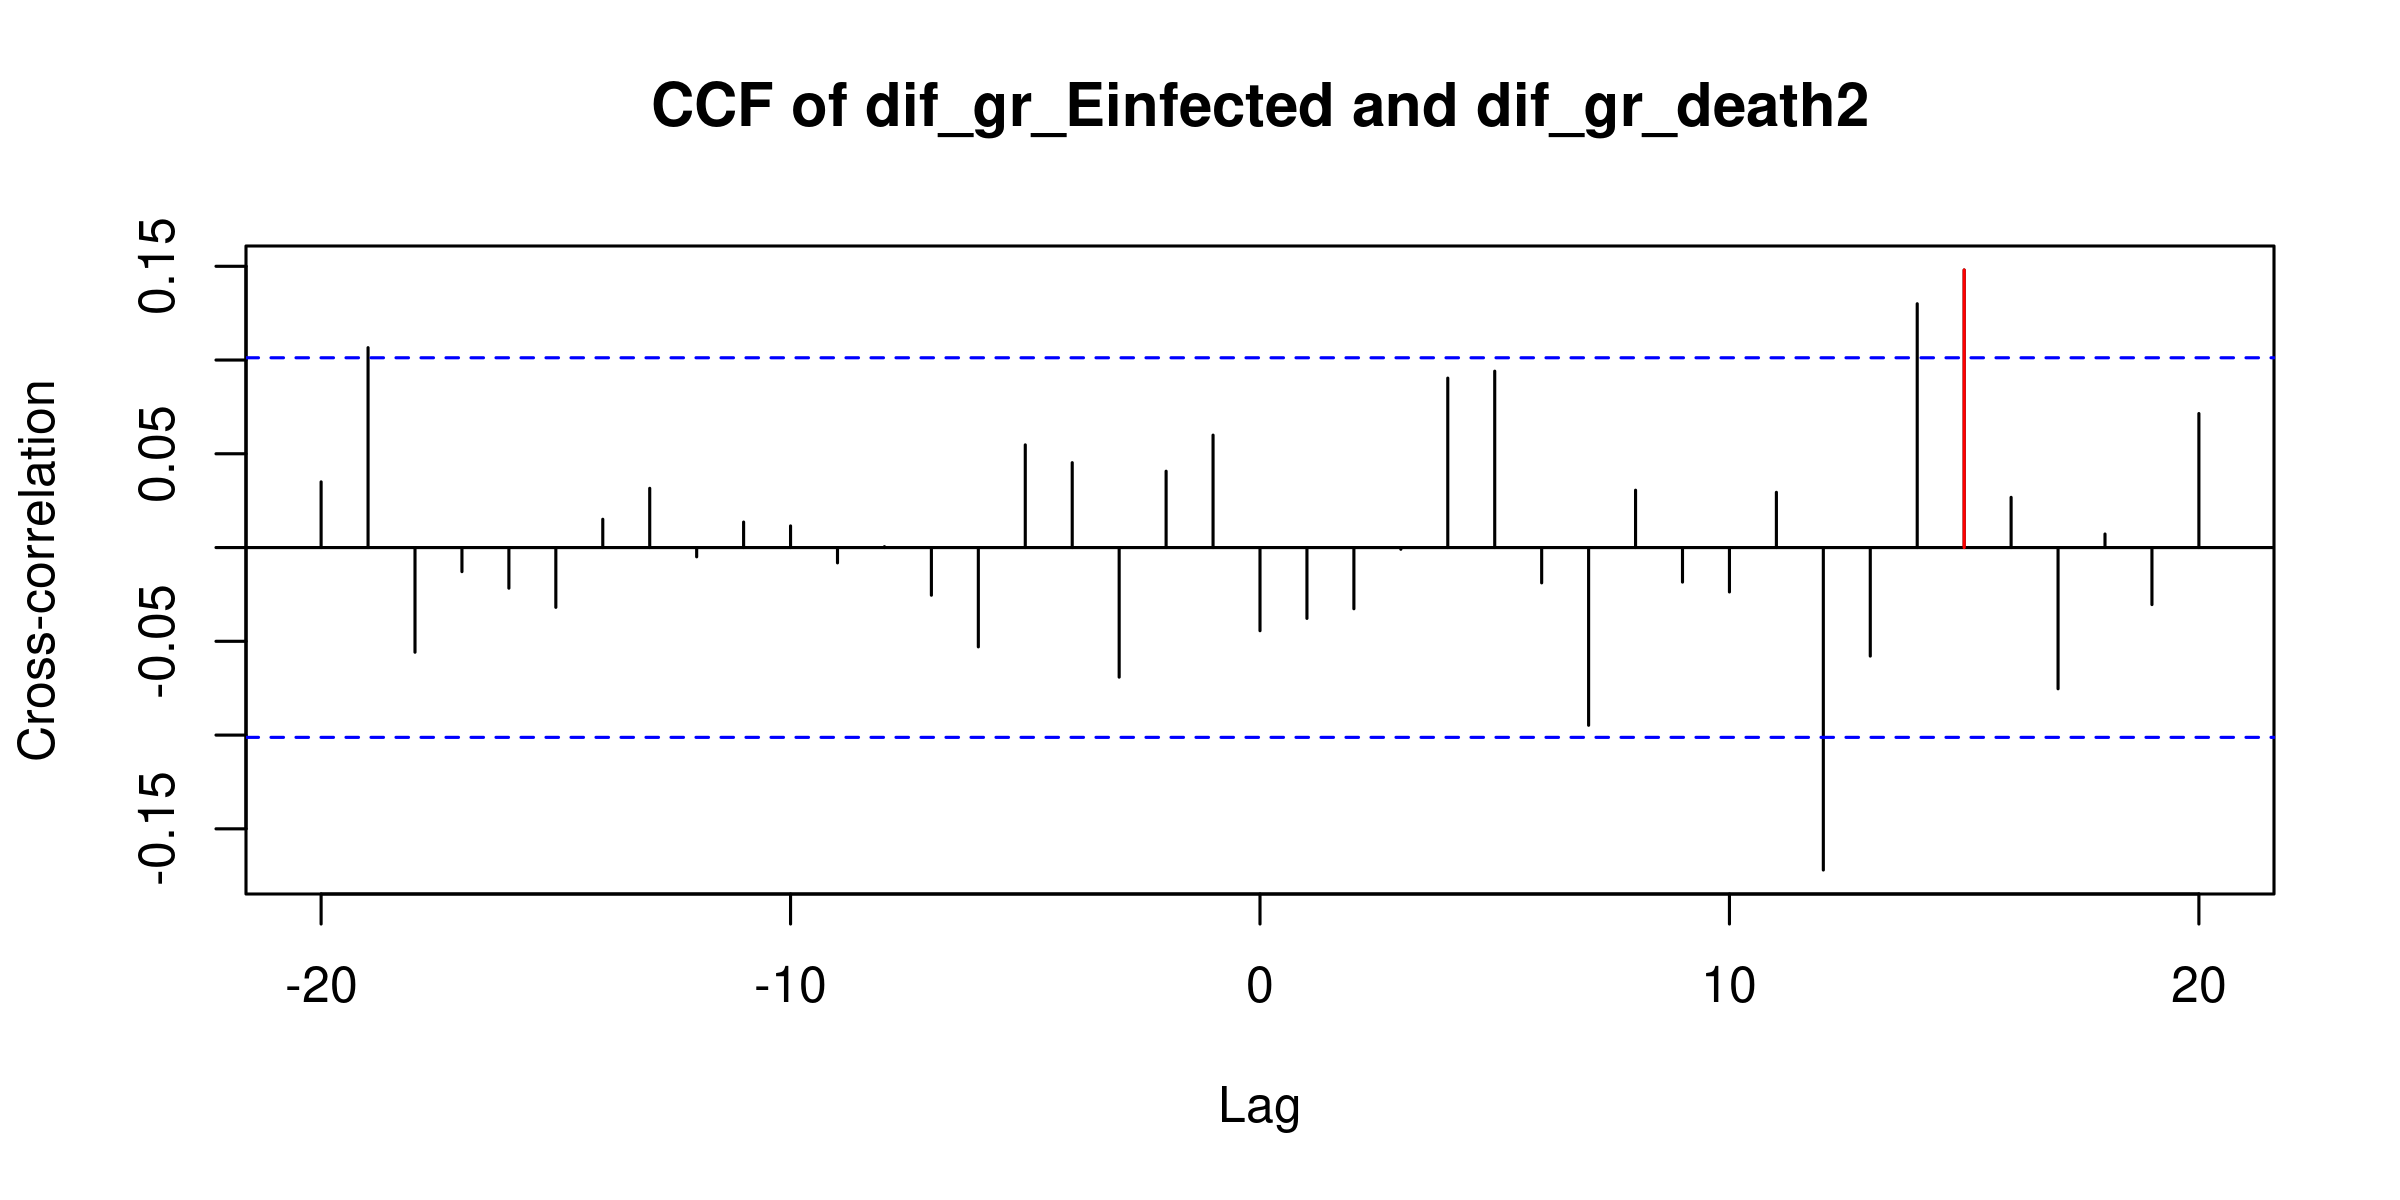 CCF of dif_gr_Einfected and dif_gr_death2
Cross-correlation
0.15
0.05
-0.05
-0.15
-20 -10 0 10 20
Lag